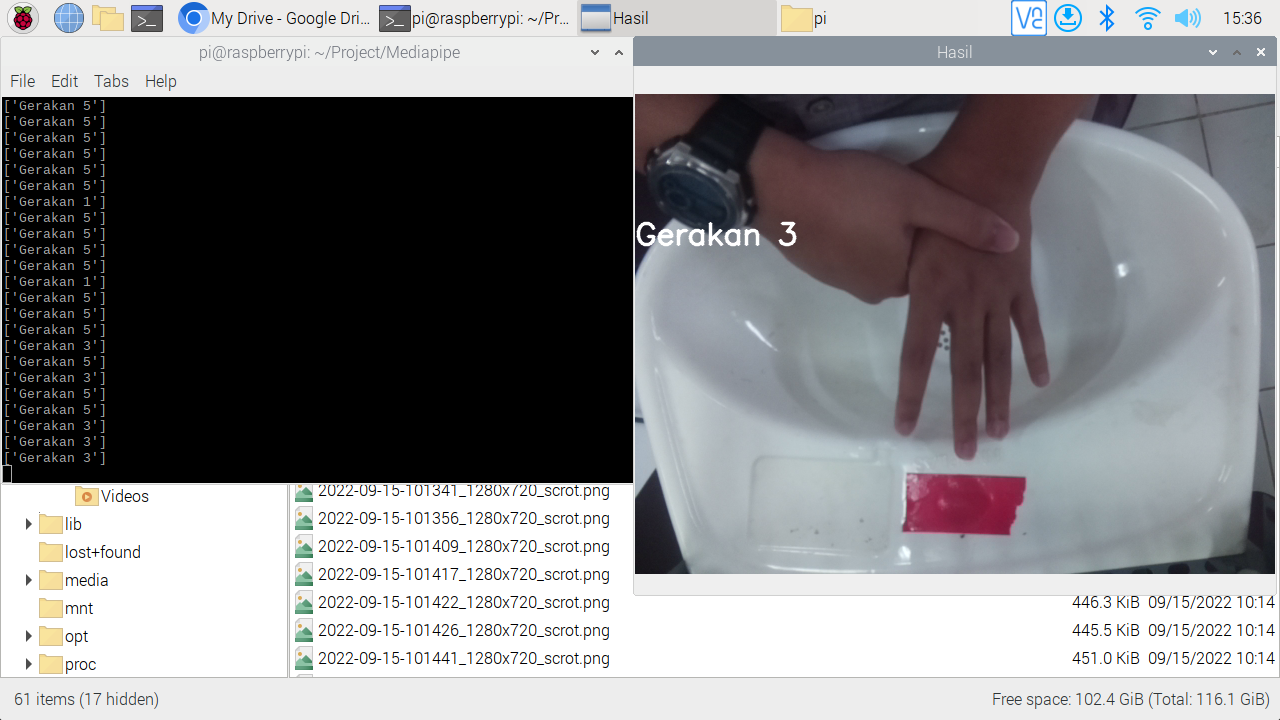 My Drive - Google Dri...
pi@raspberrypi: ~/Pr...
Hasil
pi
15:36
pi@raspberrypi: ~/Project/Mediapipe
File Edit Tabs Help
['Gerakan 5']
['Gerakan 5']
['Gerakan 5']
['Gerakan 5']
['Gerakan 5']
['Gerakan 5']
['Gerakan 1']
['Gerakan 5']
['Gerakan 5']
['Gerakan 5']
['Gerakan 5']
['Gerakan 1']
['Gerakan 5']
['Gerakan 5']
['Gerakan 5']
['Gerakan 3']
['Gerakan 5']
['Gerakan 3']
['Gerakan 5']
['Gerakan 5']
['Gerakan 3']
['Gerakan 3']
['Gerakan 3']
Hasil
Gerakan 3
Videos
lib
lost+found
media
mnt
opt
proc
2022-09-15-101341_1280x720_scrot.png
2022-09-15-101356_1280x720_scrot.png
2022-09-15-101409_1280x720_scrot.png
2022-09-15-101417_1280x720_scrot.png
2022-09-15-101422_1280x720_scrot.png 446.3 KiB 09/15/2022 10:14
2022-09-15-101426_1280x720_scrot.png 445.5 KiB 09/15/2022 10:14
2022-09-15-101441_1280x720_scrot.png 451.0 KiB 09/15/2022 10:14
61 items (17 hidden)
Free space: 102.4 GiB (Total: 116.1 GiB)